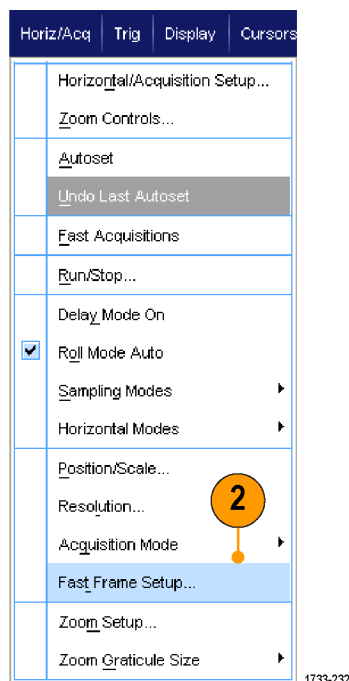 Horiz/Acq Trig Display Cursors
Horizontal/Acquisition Setup...
Zoom Controls...
Autoset
Undo Last Autoset
Fast Acquisitions
Run/Stop...
Delay Mode On
Roll Mode Auto
Sampling Modes
Horizontal Modes
Position/Scale...
Resolution...
2
Acquisition Mode
Fast Frame Setup...
Zoom Setup...
Zoom Graticule Size
1733-232